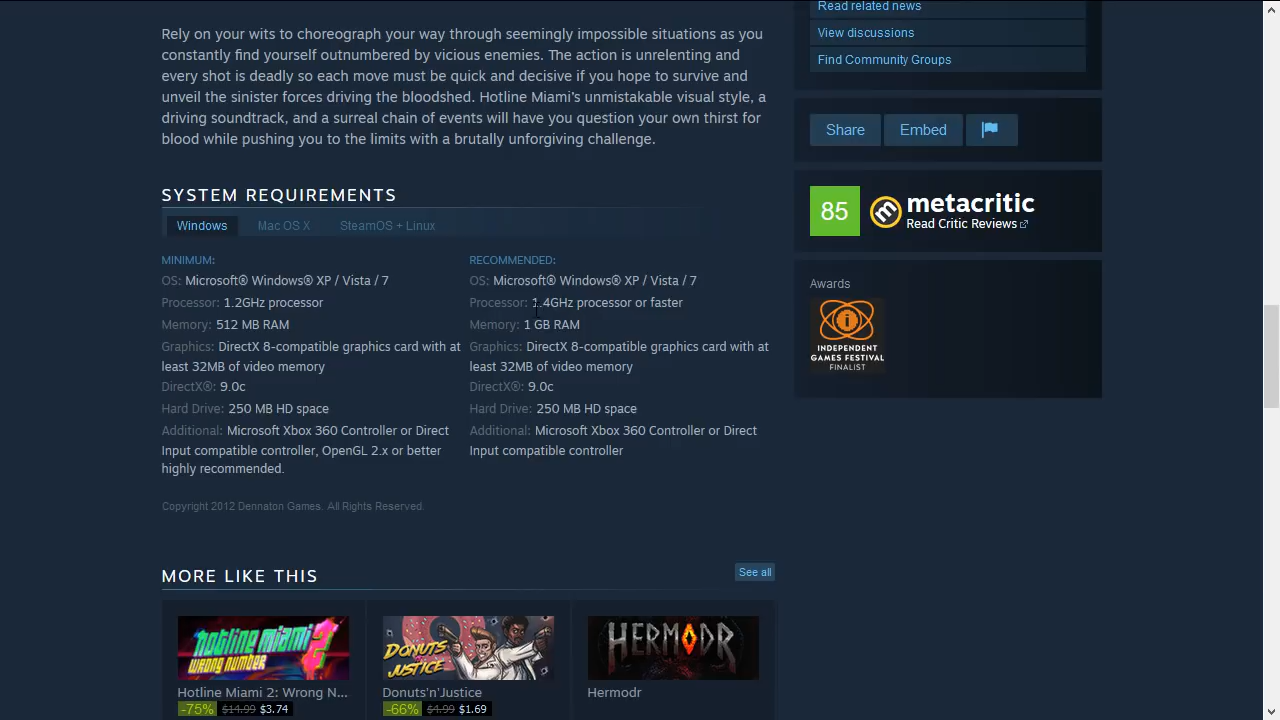 Rely on your wits to choreograph your way through seemingly impossible situations as you
constantly find yourself outnumbered by vicious enemies. The action is unrelenting and
every shot is deadly so each move must be quick and decisive if you hope to survive and
unveil the sinister forces driving the bloodshed. Hotline Miami's unmistakable visual style, a
driving soundtrack, and a surreal chain of events will have you question your own thirst for
blood while pushing you to the limits with a brutally unforgiving challenge.
SYSTEM REQUIREMENTS
Windows
Mac OS X
SteamOS + Linux
MINIMUM:
OS: Microsoft® Windows® XP / Vista / 7
Processor: 1.2GHz processor
Memory: 512 MB RAM
Graphics: DirectX 8-compatible graphics card with at
least 32MB of video memory
DirectX®: 9.0c
Hard Drive: 250 MB HD space
Additional: Microsoft Xbox 360 Controller or Direct
Input compatible controller, OpenGL 2.x or better
highly recommended.
RECOMMENDED:
OS: Microsoft® Windows® XP / Vista / 7
Processor: 1.4GHz processor or faster
Memory: 1 GB RAM
Graphics: DirectX 8-compatible graphics card with at
least 32MB of video memory
DirectX®: 9.0c
Hard Drive: 250 MB HD space
Additional: Microsoft Xbox 360 Controller or Direct
Input compatible controller
Copyright 2012 Dennaton Games. All Rights Reserved.
MORE LIKE THIS
See all
hotline miami 2
WRONG NUMBER
Hotline Miami 2: Wrong N...
-75% $14.99 $3.74
DONUTS
'N'
JUSTICE
Donuts'n'Justice
-66% $4.99 $1.69
HERMODR
Hermodr
Read related news
View discussions
Find Community Groups
Share
Embed
85
metacritic
Read Critic Reviews
Awards
INDEPENDENT
GAMES FESTIVAL
FINALIST